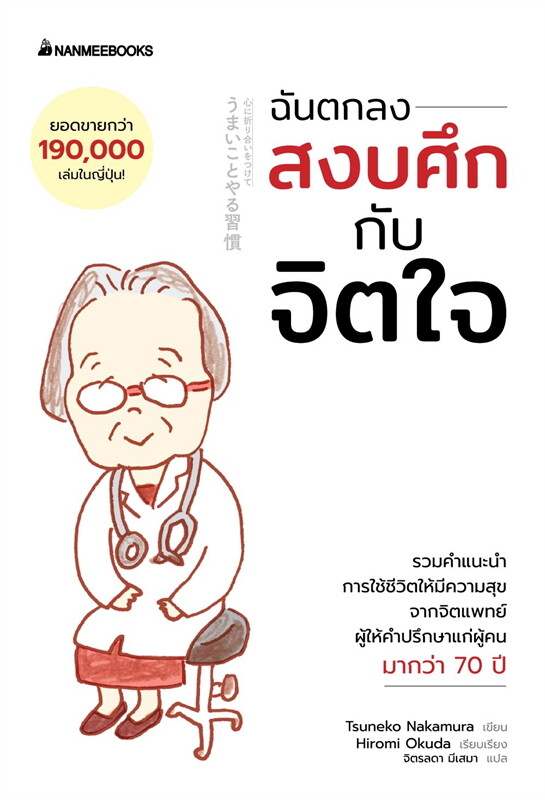 NANMEEBOOKS
ยอดขายกว่า
190,000
เล่มในญี่ปุ่น!
心に折り合いをつけて
うまいことやる習慣
ฉันตกลง
สงบศึก
กับ
จิตใจ
รวมคำแนะนำ
การใช้ชีวิตให้มีความสุข
จากจิตแพทย์
ผู้ให้คำปรึกษาแก่ผู้คน
มากว่า 70 ปี
Tsuneko Nakamura เขียน
Hiromi Okuda เรียบเรียง
จิตรลดา มีเสมา แปล